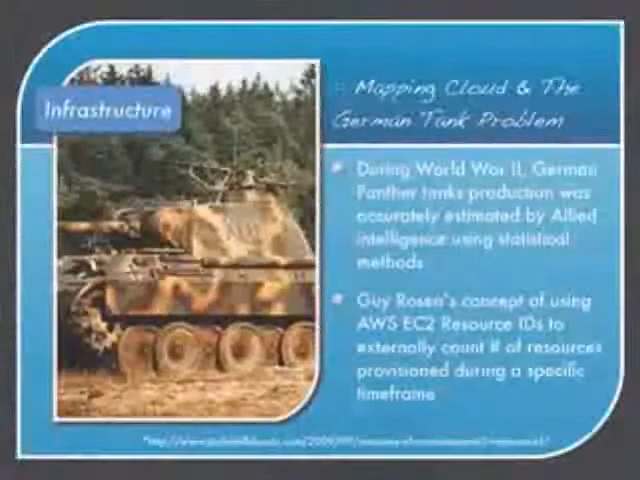 Infrastructure
Mapping Cloud & The
German Tank Problem
During World War II, German
Panther tanks production was
accurately estimated by Allied
intelligence using statistical
methods
Guy Rosen's concept of using
AWS EC2 Resource IDs to
externally count # of resources
provisioned during a specific
timeframe